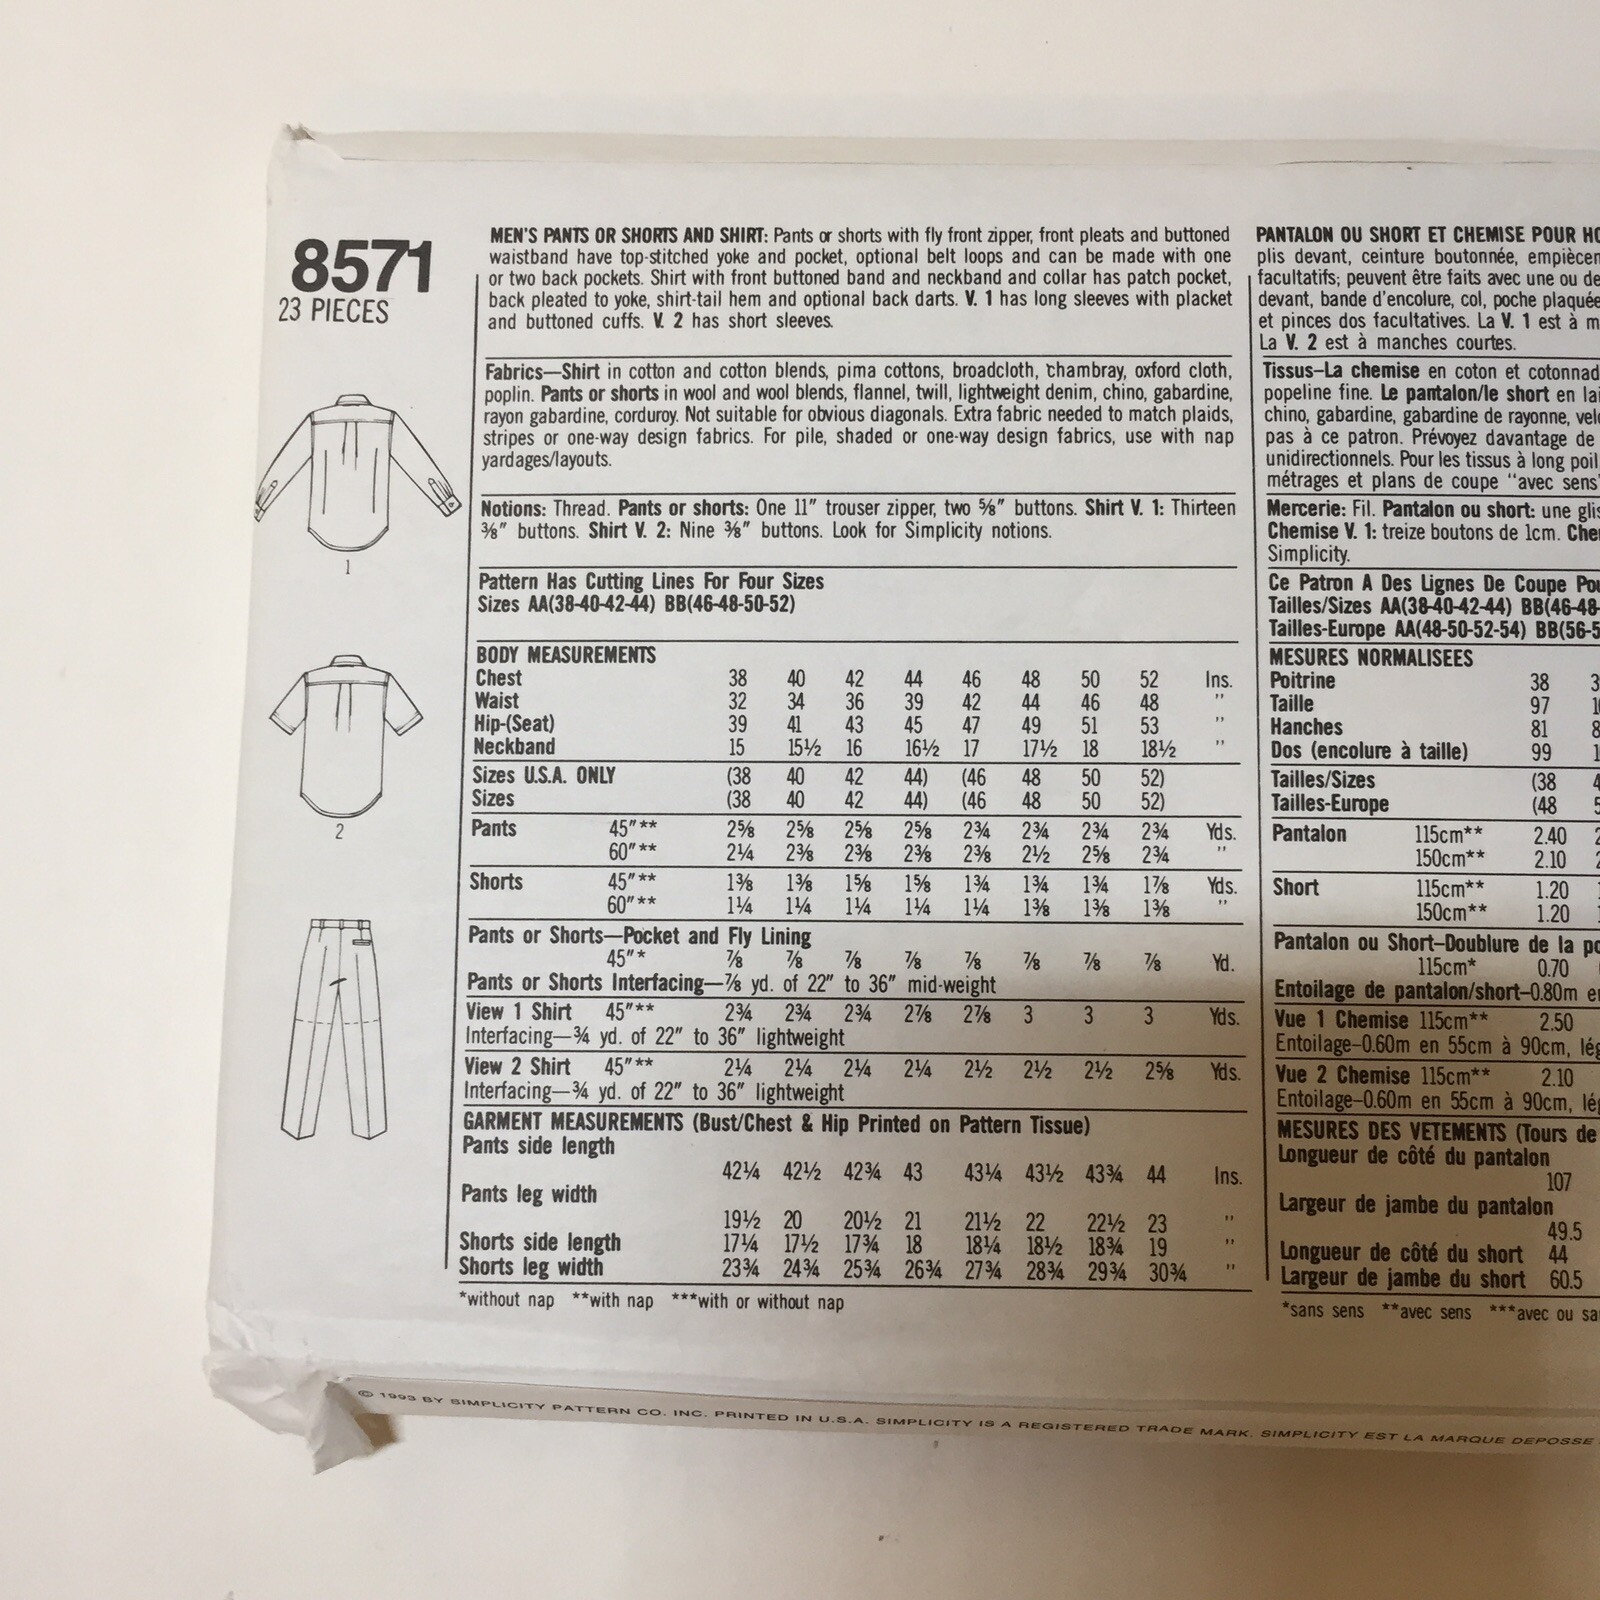 8571
23 PIECES
1
2
MEN'S PANTS OR SHORTS AND SHIRT: Pants or shorts with fly front zipper, front pleats and buttoned
waistband have top-stitched yoke and pocket, optional belt loops and can be made with one
or two back pockets. Shirt with front buttoned band and neckband and collar has patch pocket,
back pleated to yoke, shirt-tail hem and optional back darts. V. 1 has long sleeves with placket
and buttoned cuffs. V. 2 has short sleeves.
Fabrics—Shirt in cotton and cotton blends, pima cottons, broadcloth, chambray, oxford cloth,
poplin. Pants or shorts in wool and wool blends, flannel, twill, lightweight denim, chino, gabardine,
rayon gabardine, corduroy. Not suitable for obvious diagonals. Extra fabric needed to match plaids,
stripes or one-way design fabrics. For pile, shaded or one-way design fabrics, use with nap
yardages/layouts.
Notions: Thread. Pants or shorts: One 11" trouser zipper, two ⅝" buttons. Shirt V. 1: Thirteen
⅜" buttons. Shirt V. 2: Nine ⅜" buttons. Look for Simplicity notions.
Pattern Has Cutting Lines For Four Sizes
Sizes AA(38-40-42-44) BB(46-48-50-52)
BODY MEASUREMENTS
Chest 38 40 42 44 46 48 50 52 Ins.
Waist 32 34 36 39 42 44 46 48 "
Hip-(Seat) 39 41 43 45 47 49 51 53 "
Neckband 15 15½ 16 16½ 17 17½ 18 18½ "
Sizes U.S.A. ONLY (38 40 42 44) (46 48 50 52)
Sizes (38 40 42 44) (46 48 50 52)
Pants 45"** 2⅝ 2⅝ 2⅝ 2⅝ 2¾ 2¾ 2¾ 2¾ Yds.
60"** 2¼ 2⅜ 2⅜ 2⅜ 2⅜ 2½ 2⅝ 2¾ "
Shorts 45"** 1⅜ 1⅜ 1⅝ 1⅝ 1¾ 1¾ 1¾ 1⅞ Yds.
60"** 1¼ 1¼ 1¼ 1¼ 1¼ 1⅜ 1⅜ 1⅜ "
Pants or Shorts—Pocket and Fly Lining
45"* ⅞ ⅞ ⅞ ⅞ ⅞ ⅞ ⅞ ⅞ Yd.
Pants or Shorts Interfacing—⅞ yd. of 22" to 36" mid-weight
View 1 Shirt 45"** 2¾ 2¾ 2¾ 2⅞ 2⅞ 3 3 3 Yds.
Interfacing—¾ yd. of 22" to 36" lightweight
View 2 Shirt 45"** 2¼ 2¼ 2¼ 2¼ 2½ 2½ 2½ 2⅝ Yds.
Interfacing—¾ yd. of 22" to 36" lightweight
GARMENT MEASUREMENTS (Bust/Chest & Hip Printed on Pattern Tissue)
Pants side length
42¼ 42½ 42¾ 43 43¼ 43½ 43¾ 44 Ins.
Pants leg width
19½ 20 20½ 21 21½ 22 22½ 23 "
Shorts side length 17¼ 17½ 17¾ 18 18¼ 18½ 18¾ 19 "
Shorts leg width 23¾ 24¾ 25¾ 26¾ 27¾ 28¾ 29¾ 30¾ "
*without nap **with nap ***with or without nap
PANTALON OU SHORT ET CHEMISE POUR
plis devant, ceinture boutonnée,
facultatifs; peuvent être faits avec une ou
devant, bande d'encolure, col, poche
et pinces dos facultatives. La V. 1 est à
La V. 2 est à manches courtes.
Tissus–La chemise en coton et
popeline fine. Le pantalon/le short en
chino, gabardine, gabardine de rayonne,
pas à ce patron. Prévoyez davantage de
unidirectionnels. Pour les tissus à long
métrages et plans de coupe "avec sens"
Mercerie: Fil. Pantalon ou short: une
Chemise V. 1: treize boutons de 1cm.
Simplicity.
Ce Patron A Des Lignes De Coupe
Tailles/Sizes AA(38-40-42-44) BB(46-48-
Tailles-Europe AA(48-50-52-54) BB(56-
MESURES NORMALISEES
Poitrine 38
Taille 97
Hanches 81
Dos (encolure à taille) 99
Tailles/Sizes (38
Tailles-Europe (48
Pantalon 115cm** 2.40
150cm** 2.10
Short 115cm** 1.20
150cm** 1.20
Pantalon ou Short–Doublure de la
115cm* 0.70
Entoilage de pantalon/short–0.80m
Vue 1 Chemise 115cm** 2.50
Entoilage–0.60m en 55cm à 90cm,
Vue 2 Chemise 115cm** 2.10
Entoilage–0.60m en 55cm à 90cm,
MESURES DES VETEMENTS (Tours de
Longueur de côté du pantalon
107
Largeur de jambe du pantalon
49.5
Longueur de côté du short 44
Largeur de jambe du short 60.5
*sans sens **avec sens ***avec ou
© 1993 BY SIMPLICITY PATTERN CO. INC. PRINTED IN U.S.A. SIMPLICITY IS A REGISTERED TRADE MARK. SIMPLICITY EST LA MARQUE DEPOSSE